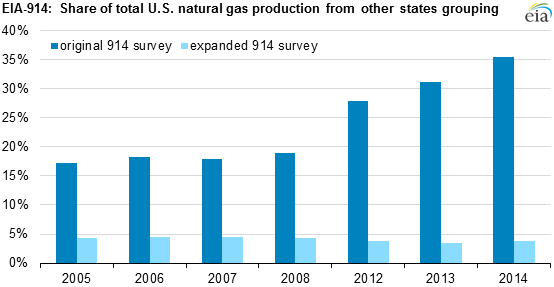 EIA-914: Share of total U.S. natural gas production from other states grouping
eia
original 914 survey expanded 914 survey
40%
35%
30%
25%
20%
15%
10%
5%
0%
2005 2006 2007 2008 2012 2013 2014